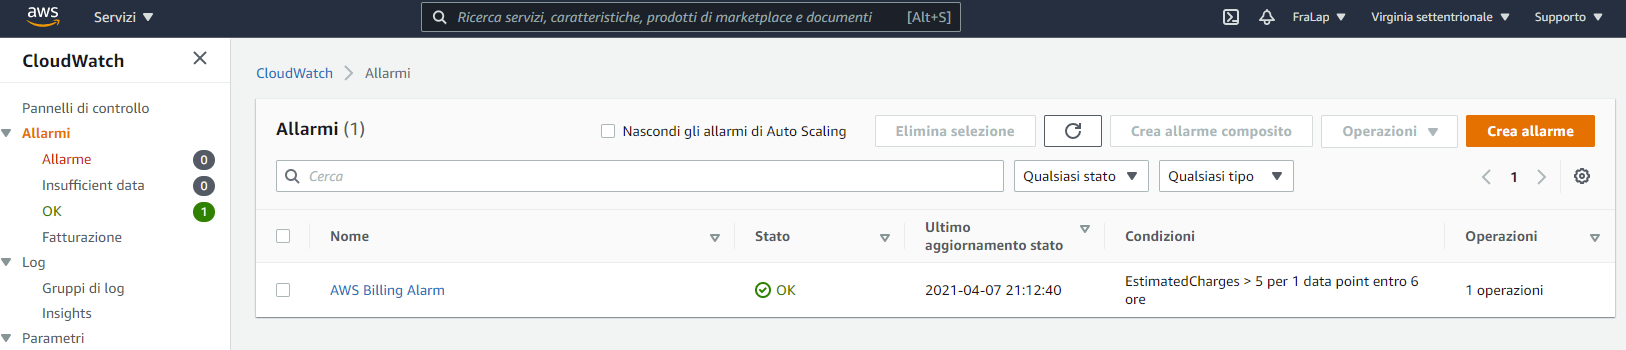 aws
Servizi
Ricerca servizi, caratteristiche, prodotti di marketplace e documenti [Alt+S]
FraLap
Virginia settentrionale
Supporto
CloudWatch
Pannelli di controllo
Allarmi
Allarme 0
Insufficient data 0
OK 1
Fatturazione
Log
Gruppi di log
Insights
Parametri
CloudWatch
Allarmi
Allarmi (1)
Nascondi gli allarmi di Auto Scaling
Elimina selezione
Crea allarme composito
Operazioni
Crea allarme
Cerca
Qualsiasi stato
Qualsiasi tipo
1
Nome
Stato
Ultimo
aggiornamento stato
Condizioni
Operazioni
AWS Billing Alarm
OK
2021-04-07 21:12:40
EstimatedCharges > 5 per 1 data point entro 6
ore
1 operazioni